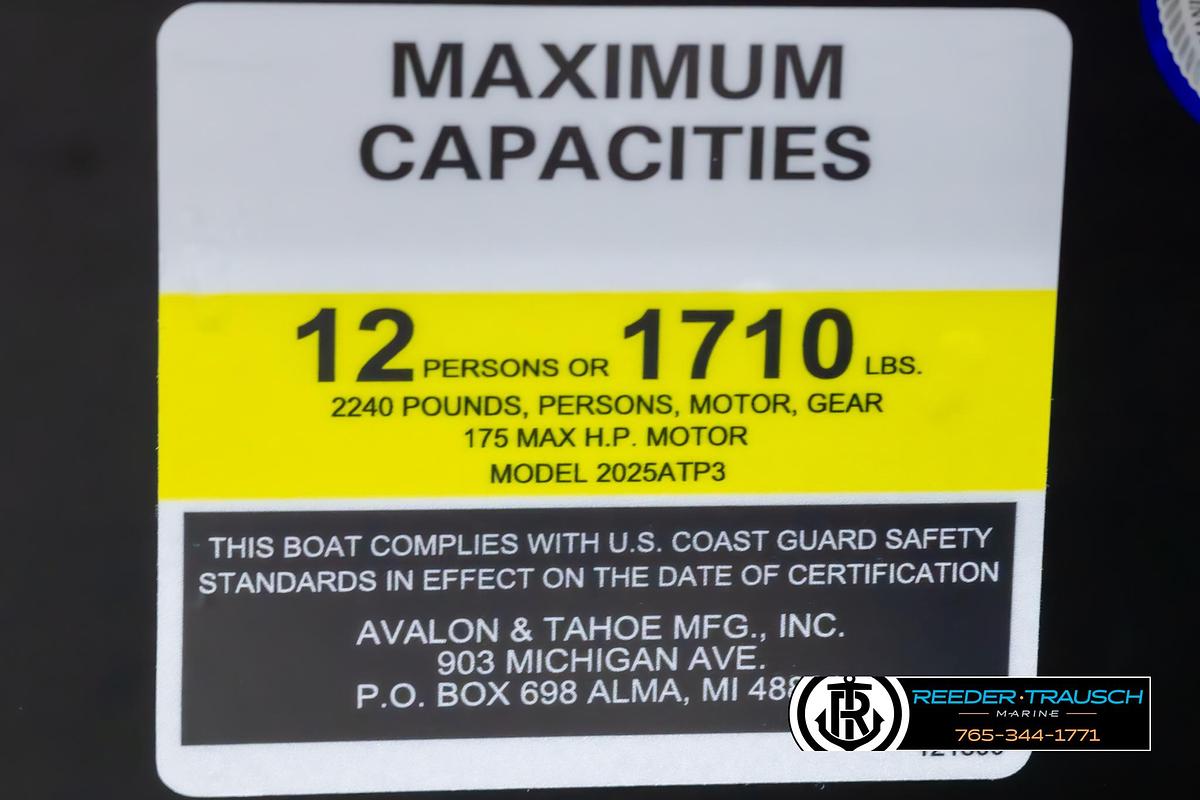 MAXIMUM
CAPACITIES
12 PERSONS OR 1710 LBS.
2240 POUNDS, PERSONS, MOTOR, GEAR
175 MAX H.P. MOTOR
MODEL 2025ATP3
THIS BOAT COMPLIES WITH U.S. COAST GUARD SAFETY
STANDARDS IN EFFECT ON THE DATE OF CERTIFICATION
AVALON & TAHOE MFG., INC.
903 MICHIGAN AVE.
P.O. BOX 698 ALMA, MI
REEDER·TRAUSCH
MARINE
765-344-1771